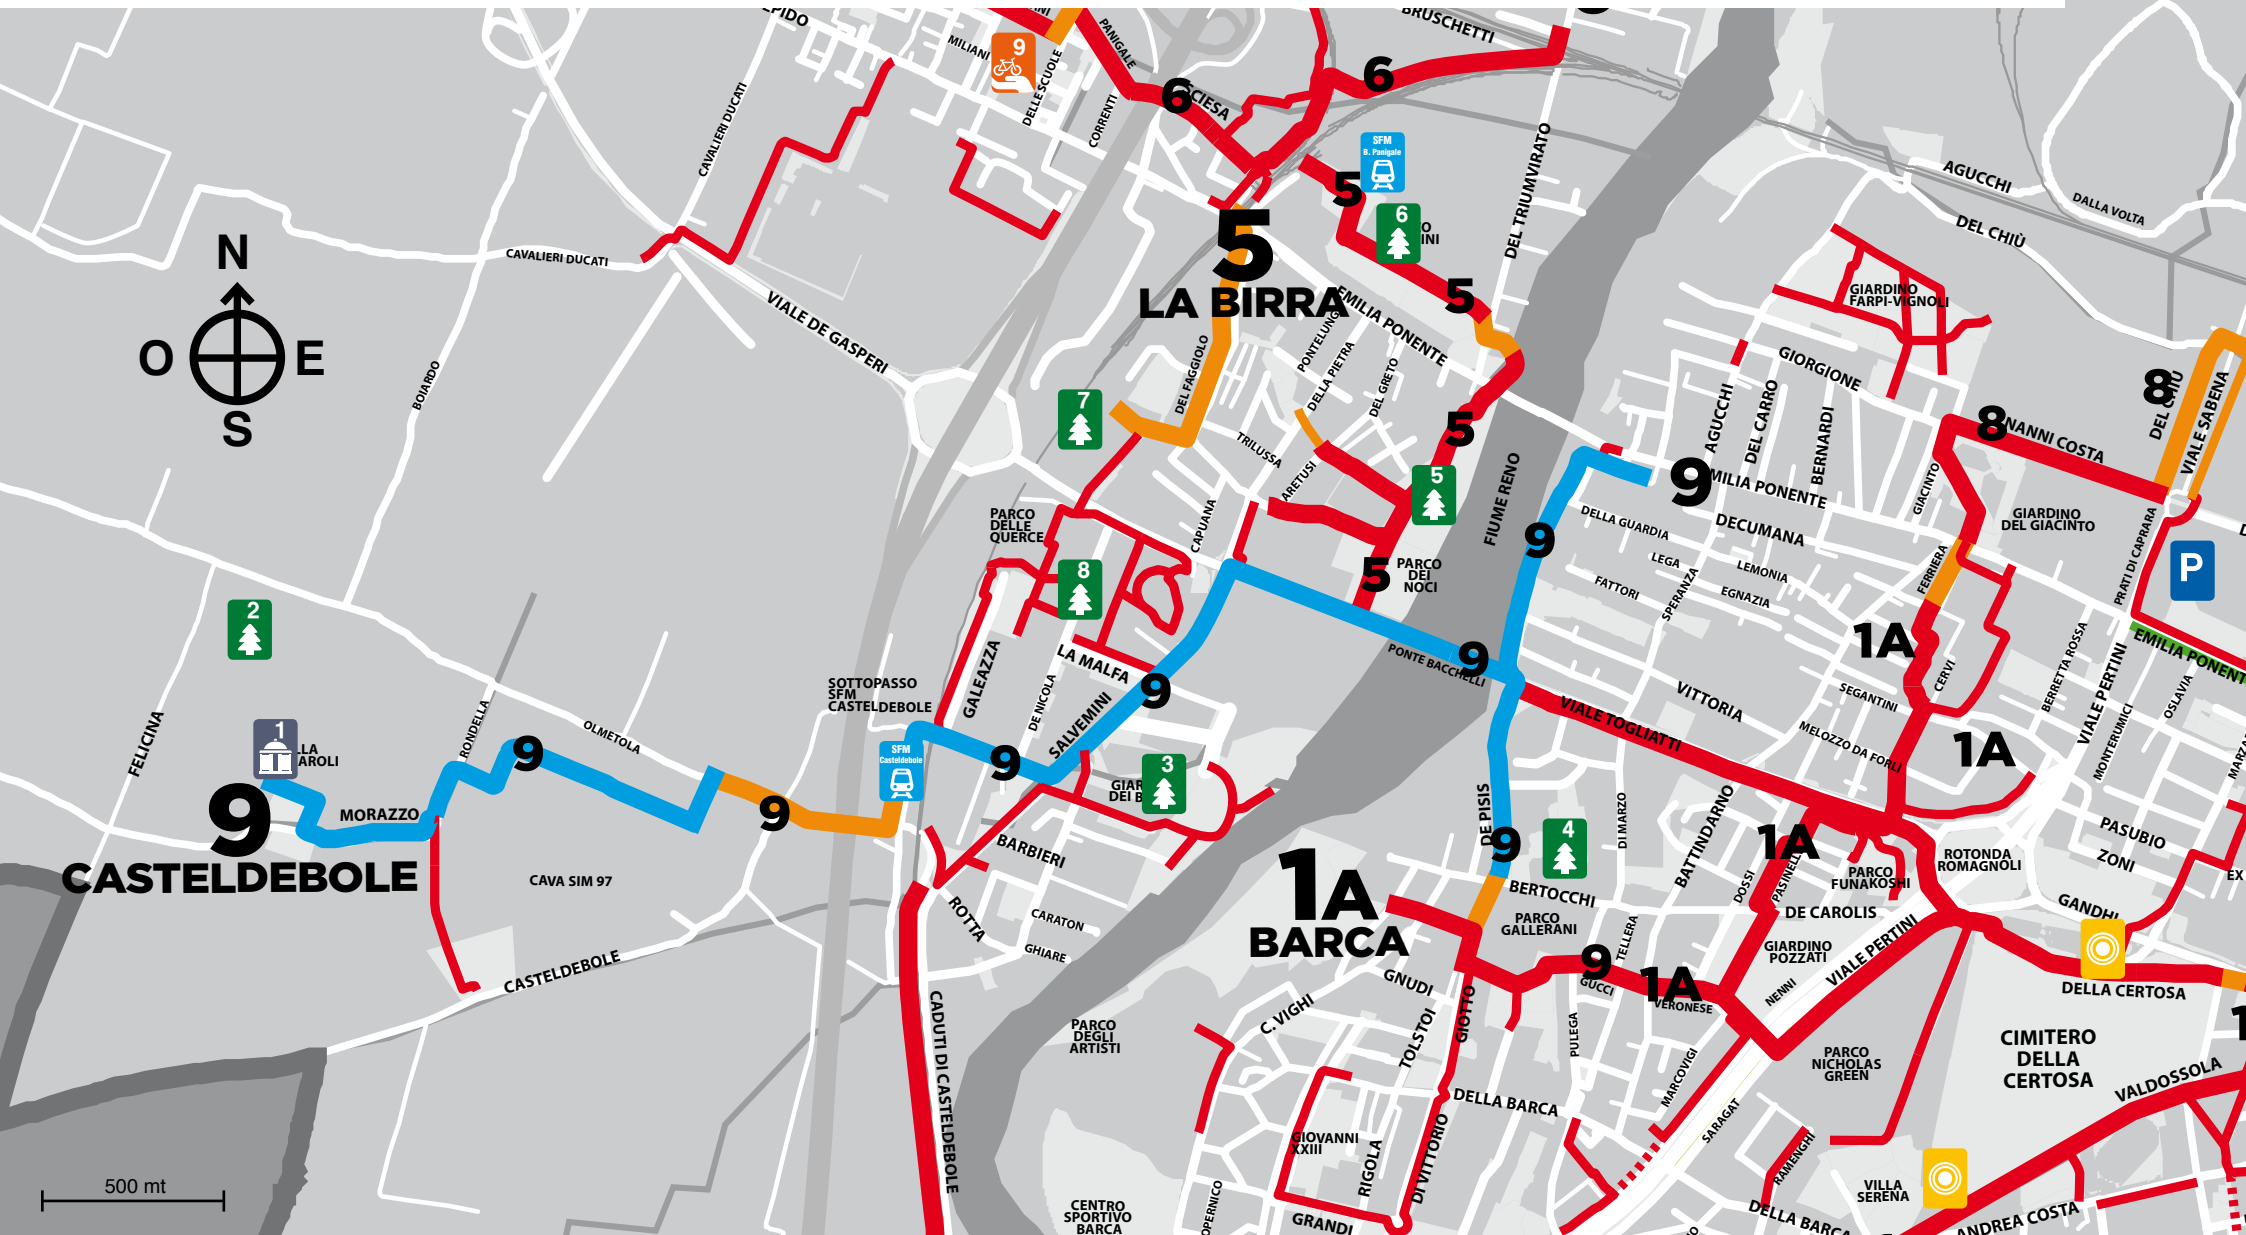 BRUSCHETTI
PANIGALE
MILIANI
9
DELLE SCUOLE
CORRENTI
6
SCIESA
6
CAVALIERI DUCATI
SFM
B. Panigale
5
6
DEL TRIUMVIRATO
AGUCCHI
DALLA VOLTA
DEL CHIÙ
N
O
E
S
CAVALIERI DUCATI
VIALE DE GASPERI
BOIARDO
5
LA BIRRA
EMILIA PONENTE
5
PONTELUNGO
DELLA PIETRA
DEL GRETO
DEL FAGGIOLO
TRILUSSA
ARETUSI
CAPUANA
7
5
5
5
FIUME RENO
PARCO
DEI
NOCI
GIARDINO
FARPI-VIGNOLI
GIORGIONE
AGUCCHI
DEL CARRO
BERNARDI
8
NANNI COSTA
8
DEL CHIÙ
VIALE SABENA
9
EMILIA PONENTE
9
DECUMANA
DELLA GUARDIA
LEGA
LEMONIA
FATTORI
SPERANZA
EGNAZIA
GIACINTO
GIARDINO
DEL GIACINTO
FERRIERA
PRATI DI CAPRARA
P
EMILIA PONENTE
PARCO
DELLE
QUERCE
8
2
LA MALFA
GALEAZZA
DE NICOLA
SALVEMINI
9
9
SOTTOPASSO
SFM
CASTELDEBOLE
SFM
Casteldebole
PONTE BACCHELLI
9
VIALE TOGLIATTI
VITTORIA
SEGANTINI
MELOZZO DA FORLI
1A
CERVI
1A
BERRETTA ROSSA
VIALE PERTINI
MONTERUMICI
OSLAVIA
FELICINA
1
9
CASTELDEBOLE
MORAZZO
RONDELLA
OLMETOLA
9
9
CAVA SIM 97
CASTELDEBOLE
3
BARBIERI
ROTTA
CARATON
GHIARE
CADUTI DI CASTELDEBOLE
1A
BARCA
DE PISIS
9
4
DI MARZO
BATTINDARNO
BERTOCCHI
PARCO
GALLERANI
TELLERA
9
GUCCI
1A
VERONESE
PULEGA
MARCOVIGI
SARAGAT
1A
DOSSI
PASINELLI
PARCO
FUNAKOSHI
DE CAROLIS
GIARDINO
POZZATI
NENNI
VIALE PERTINI
ROTONDA
ROMAGNOLI
PASUBIO
ZONI
GANDHI
EX
DELLA CERTOSA
CIMITERO
DELLA
CERTOSA
PARCO
NICHOLAS
GREEN
VALDOSSOLA
GNUDI
C. VIGHI
TOLSTOI
GIOTTO
DELLA BARCA
PARCO
DEGLI
ARTISTI
GIOVANNI
XXIII
RIGOLA
DI VITTORIO
GRANDI
CENTRO
SPORTIVO
BARCA
RAMENGHI
VILLA
SERENA
DELLA BARCA
ANDREA COSTA
500 mt